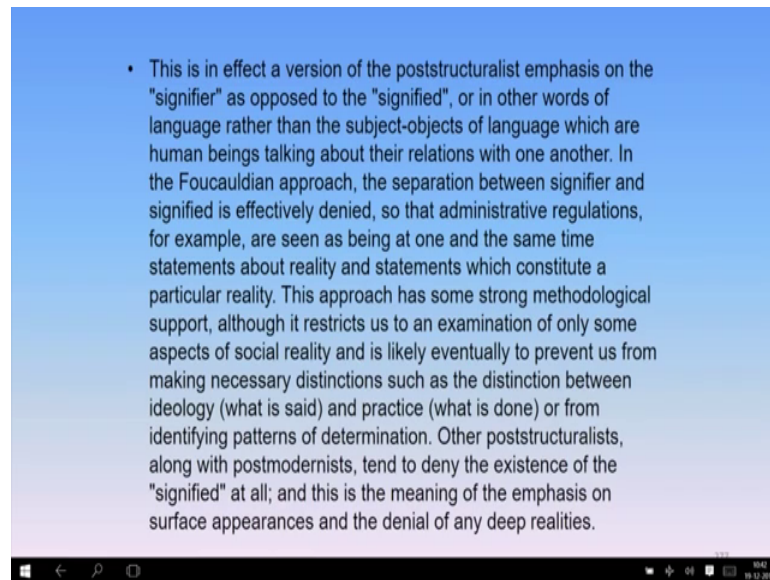 • This is in effect a version of the poststructuralist emphasis on the
"signifier" as opposed to the "signified", or in other words of
language rather than the subject-objects of language which are
human beings talking about their relations with one another. In
the Foucauldian approach, the separation between signifier and
signified is effectively denied, so that administrative regulations,
for example, are seen as being at one and the same time
statements about reality and statements which constitute a
particular reality. This approach has some strong methodological
support, although it restricts us to an examination of only some
aspects of social reality and is likely eventually to prevent us from
making necessary distinctions such as the distinction between
ideology (what is said) and practice (what is done) or from
identifying patterns of determination. Other poststructuralists,
along with postmodernists, tend to deny the existence of the
"signified" at all; and this is the meaning of the emphasis on
surface appearances and the denial of any deep realities.
10:42